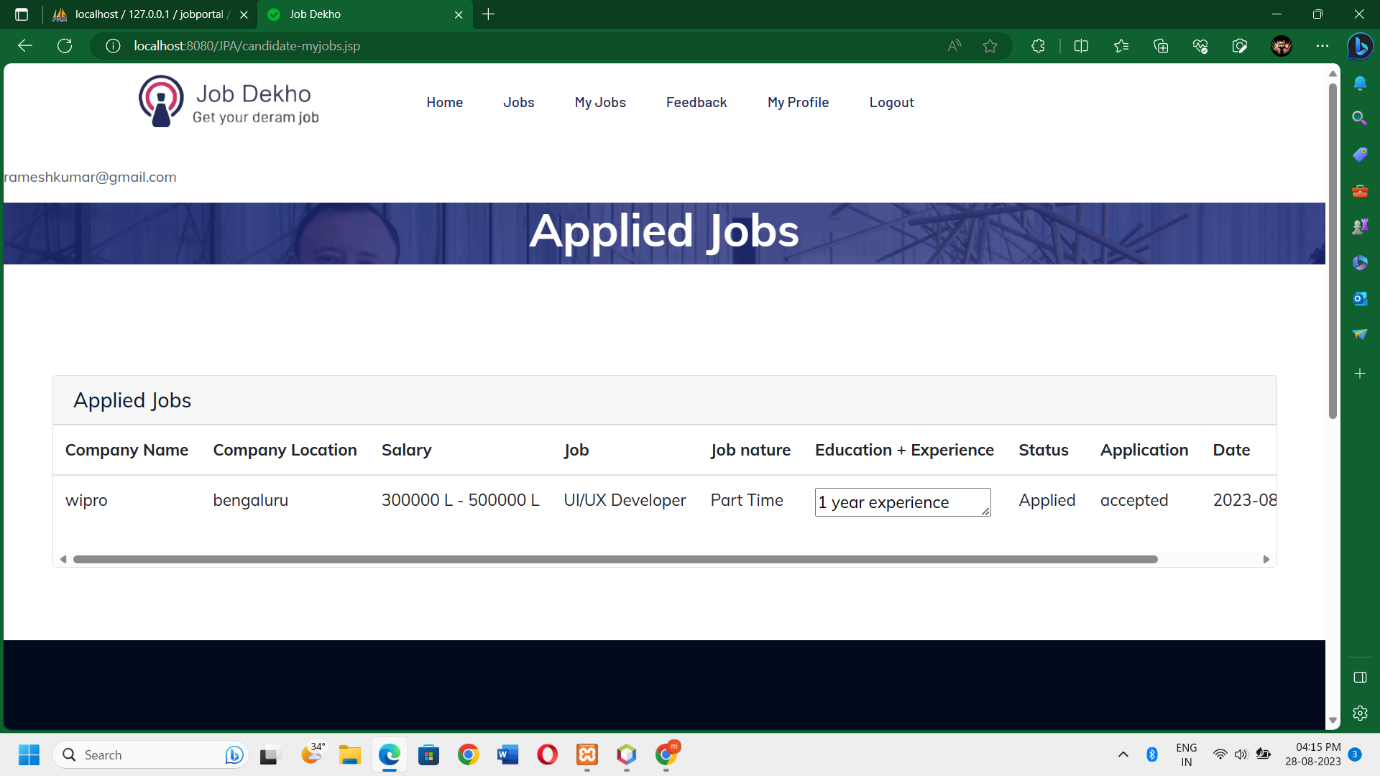 localhost / 127.0.0.1 / jobportal /
Job Dekho
localhost:8080/JPA/candidate-myjobs.jsp
Job Dekho
Get your deram job
Home Jobs My Jobs Feedback My Profile Logout
rameshkumar@gmail.com
Applied Jobs
Applied Jobs
Company Name Company Location Salary Job Job nature Education + Experience Status Application Date
wipro bengaluru 300000 L - 500000 L UI/UX Developer Part Time 1 year experience Applied accepted 2023-08
34°
Search
m
ENG
IN
04:15 PM
28-08-2023
3